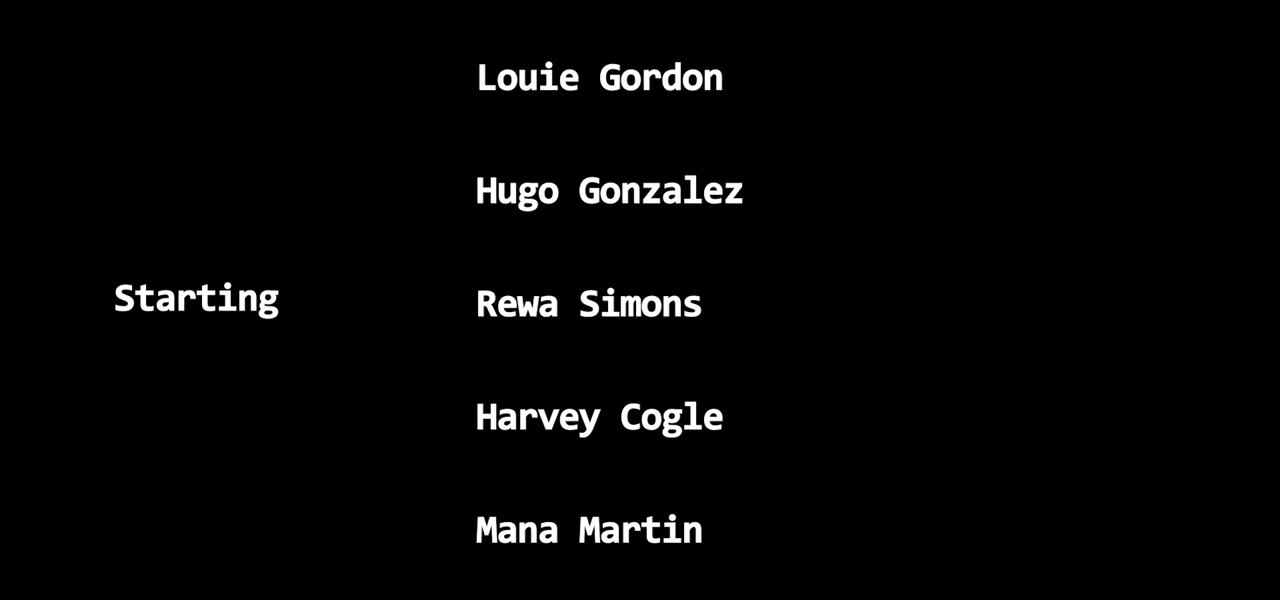 Starting
Louie Gordon
Hugo Gonzalez
Rewa Simons
Harvey Cogle
Mana Martin